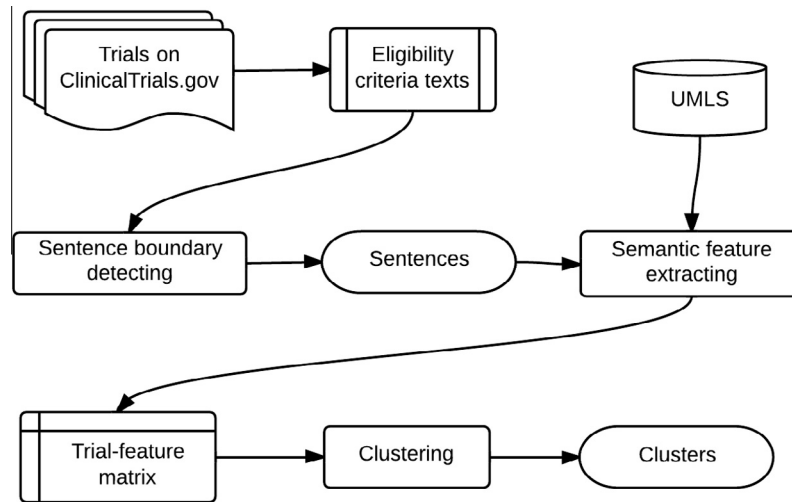 Trials on
ClinicalTrials.gov
Eligibility
criteria texts
UMLS
Sentence boundary
detecting
Sentences
Semantic feature
extracting
Trial-feature
matrix
Clustering
Clusters